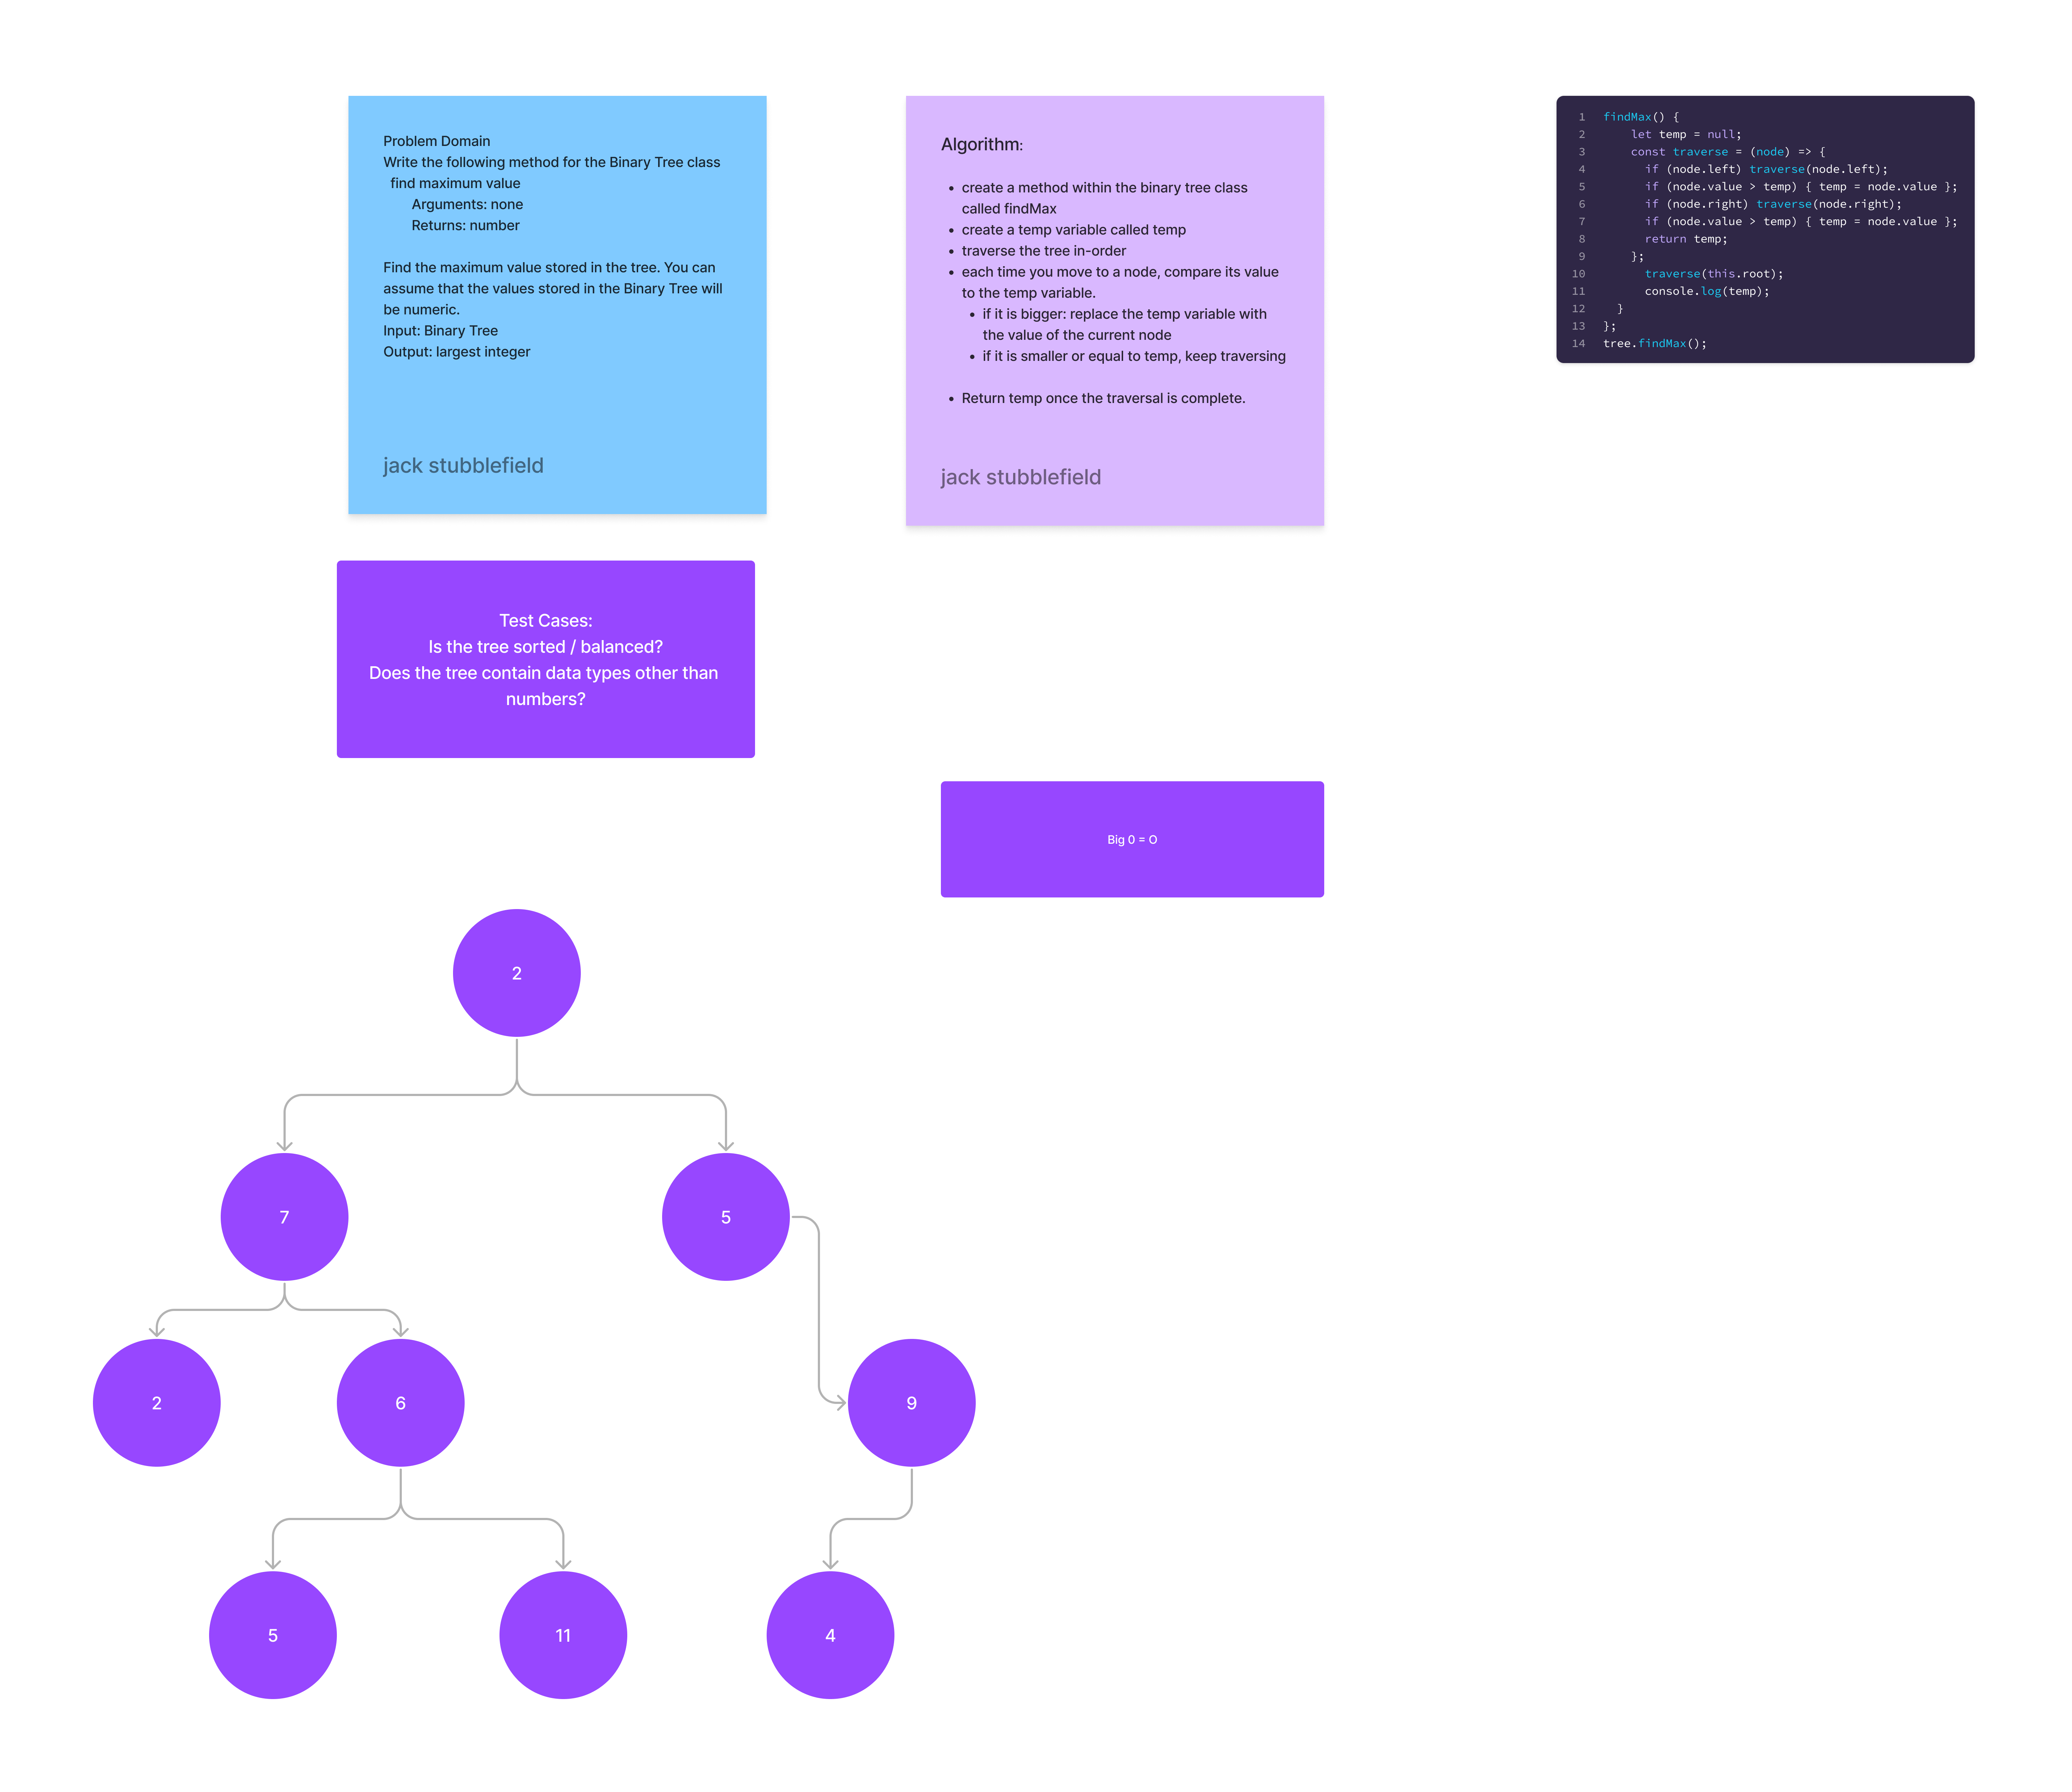 Problem Domain
Write the following method for the Binary Tree class
find maximum value
Arguments: none
Returns: number
Find the maximum value stored in the tree. You can
assume that the values stored in the Binary Tree will
be numeric.
Input: Binary Tree
Output: largest integer
jack stubblefield
Algorithm:
• create a method within the binary tree class
called findMax
• create a temp variable called temp
• traverse the tree in-order
• each time you move to a node, compare its value
to the temp variable.
• if it is bigger: replace the temp variable with
the value of the current node
• if it is smaller or equal to temp, keep traversing
• Return temp once the traversal is complete.
jack stubblefield
1 findMax() {
2 let temp = null;
3 const traverse = (node) => {
4 if (node.left) traverse(node.left);
5 if (node.value > temp) { temp = node.value };
6 if (node.right) traverse(node.right);
7 if (node.value > temp) { temp = node.value };
8 return temp;
9 };
10 traverse(this.root);
11 console.log(temp);
12 }
13 };
14 tree.findMax();
Test Cases:
Is the tree sorted / balanced?
Does the tree contain data types other than
numbers?
Big 0 = O
2
7
5
2
6
9
5
11
4